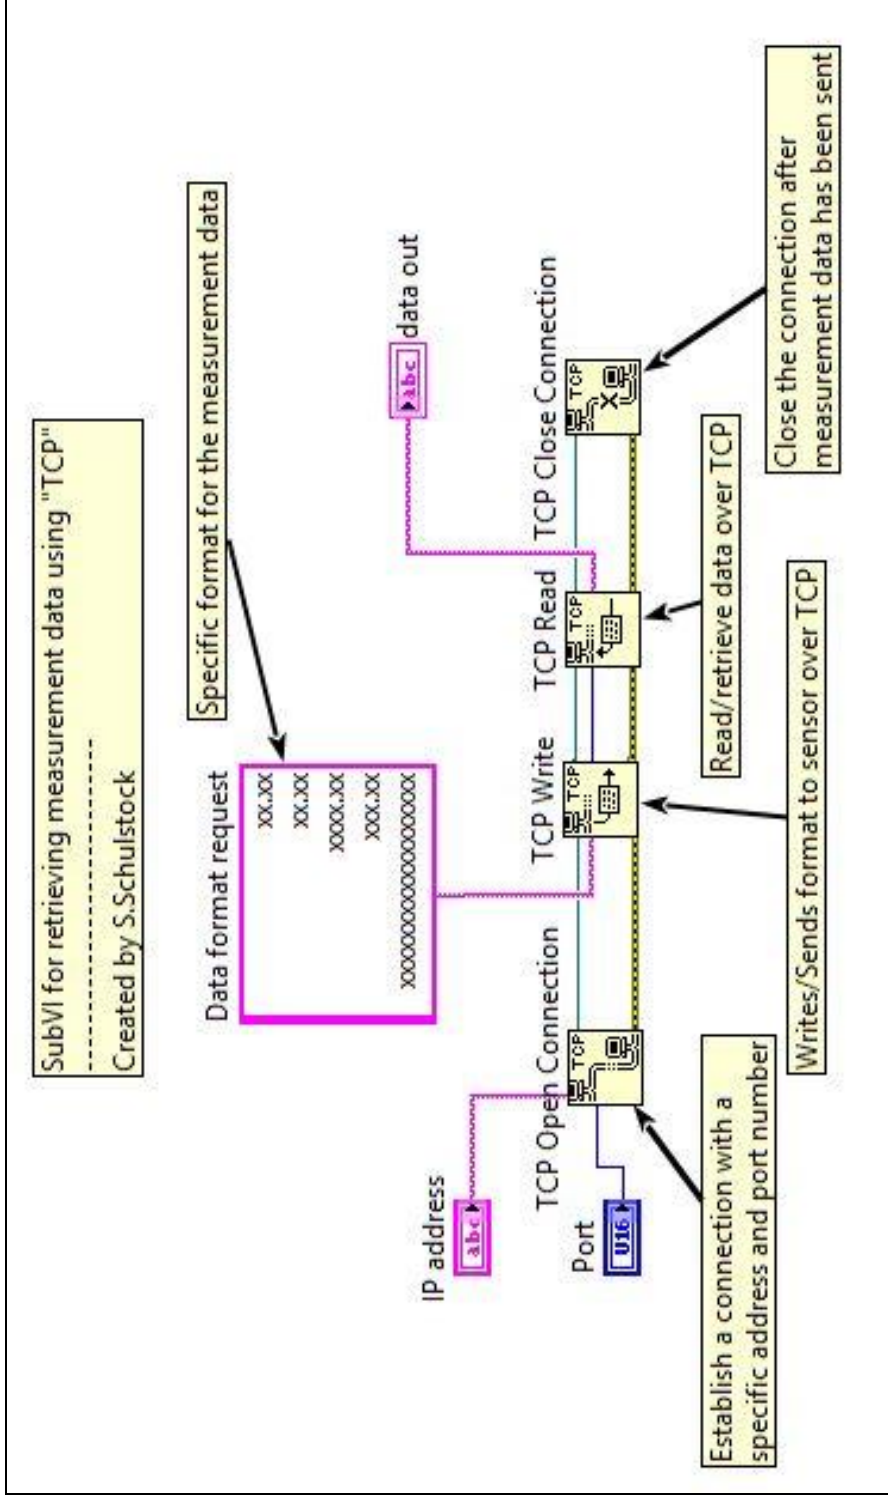 SubVI for retrieving measurement data using "TCP"
--------------------------------
Created by S.Schulstock
Specific format for the measurement data
Data format request
xx.xx
xx.xx
xxxx.xx
xxx.xx
xxxxxxxxxxxxxxxxxx
data out
abc
IP address
abc
Port
U16
TCP Open Connection
TCP
TCP Write
TCP
TCP Read
TCP
TCP Close Connection
TCP
Establish a connection with a
specific address and port number
Writes/Sends format to sensor over TCP
Read/retrieve data over TCP
Close the connection after
measurement data has been sent